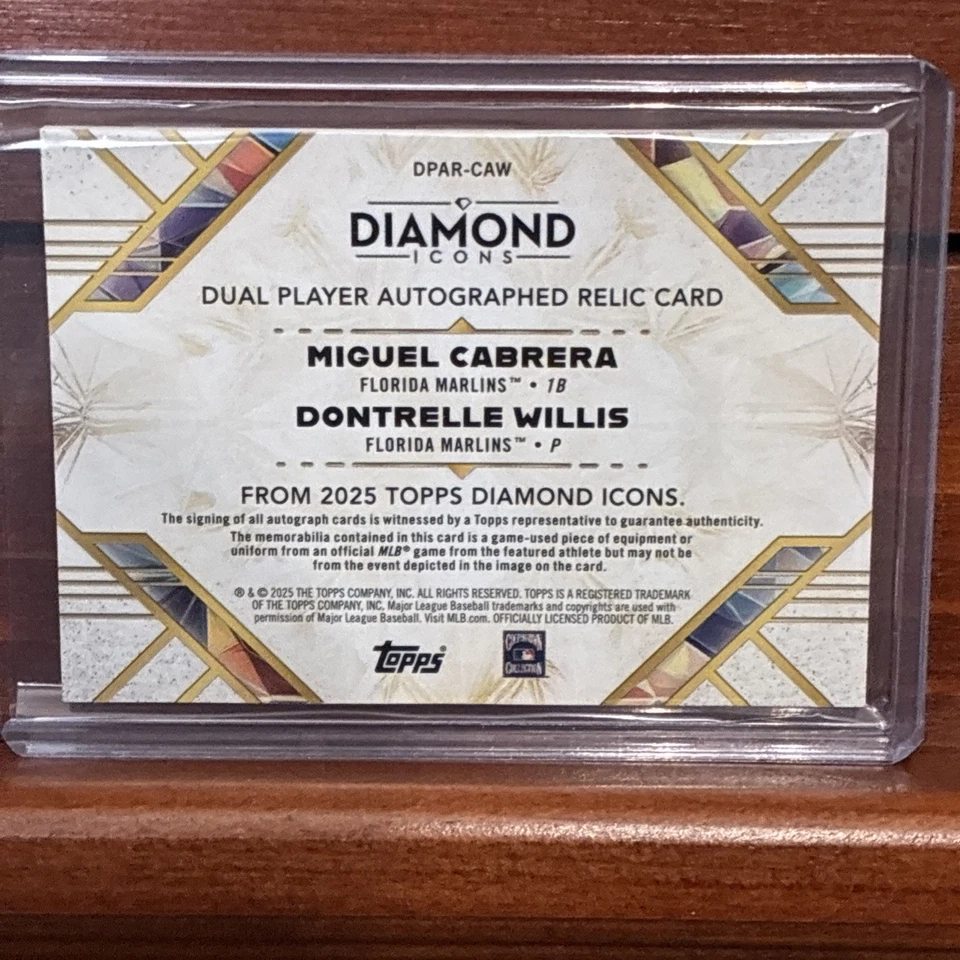 DPAR-CAW
DIAMOND
ICONS
DUAL PLAYER AUTOGRAPHED RELIC CARD
MIGUEL CABRERA
FLORIDA MARLINS™ • 1B
DONTRELLE WILLIS
FLORIDA MARLINS™ • P
FROM 2025 TOPPS DIAMOND ICONS.
The signing of all autograph cards is witnessed by a Topps representative to guarantee authenticity.
The memorabilia contained in this card is a game-used piece of equipment or
uniform from an official MLB® game from the featured athlete but may not be
from the event depicted in the image on the card.
® & © 2025 THE TOPPS COMPANY, INC. ALL RIGHTS RESERVED. TOPPS IS A REGISTERED TRADEMARK
OF THE TOPPS COMPANY, INC. Major League Baseball trademarks and copyrights are used with
permission of Major League Baseball. Visit MLB.com. OFFICIALLY LICENSED PRODUCT OF MLB.
Topps®
COOPERSTOWN
COLLECTION